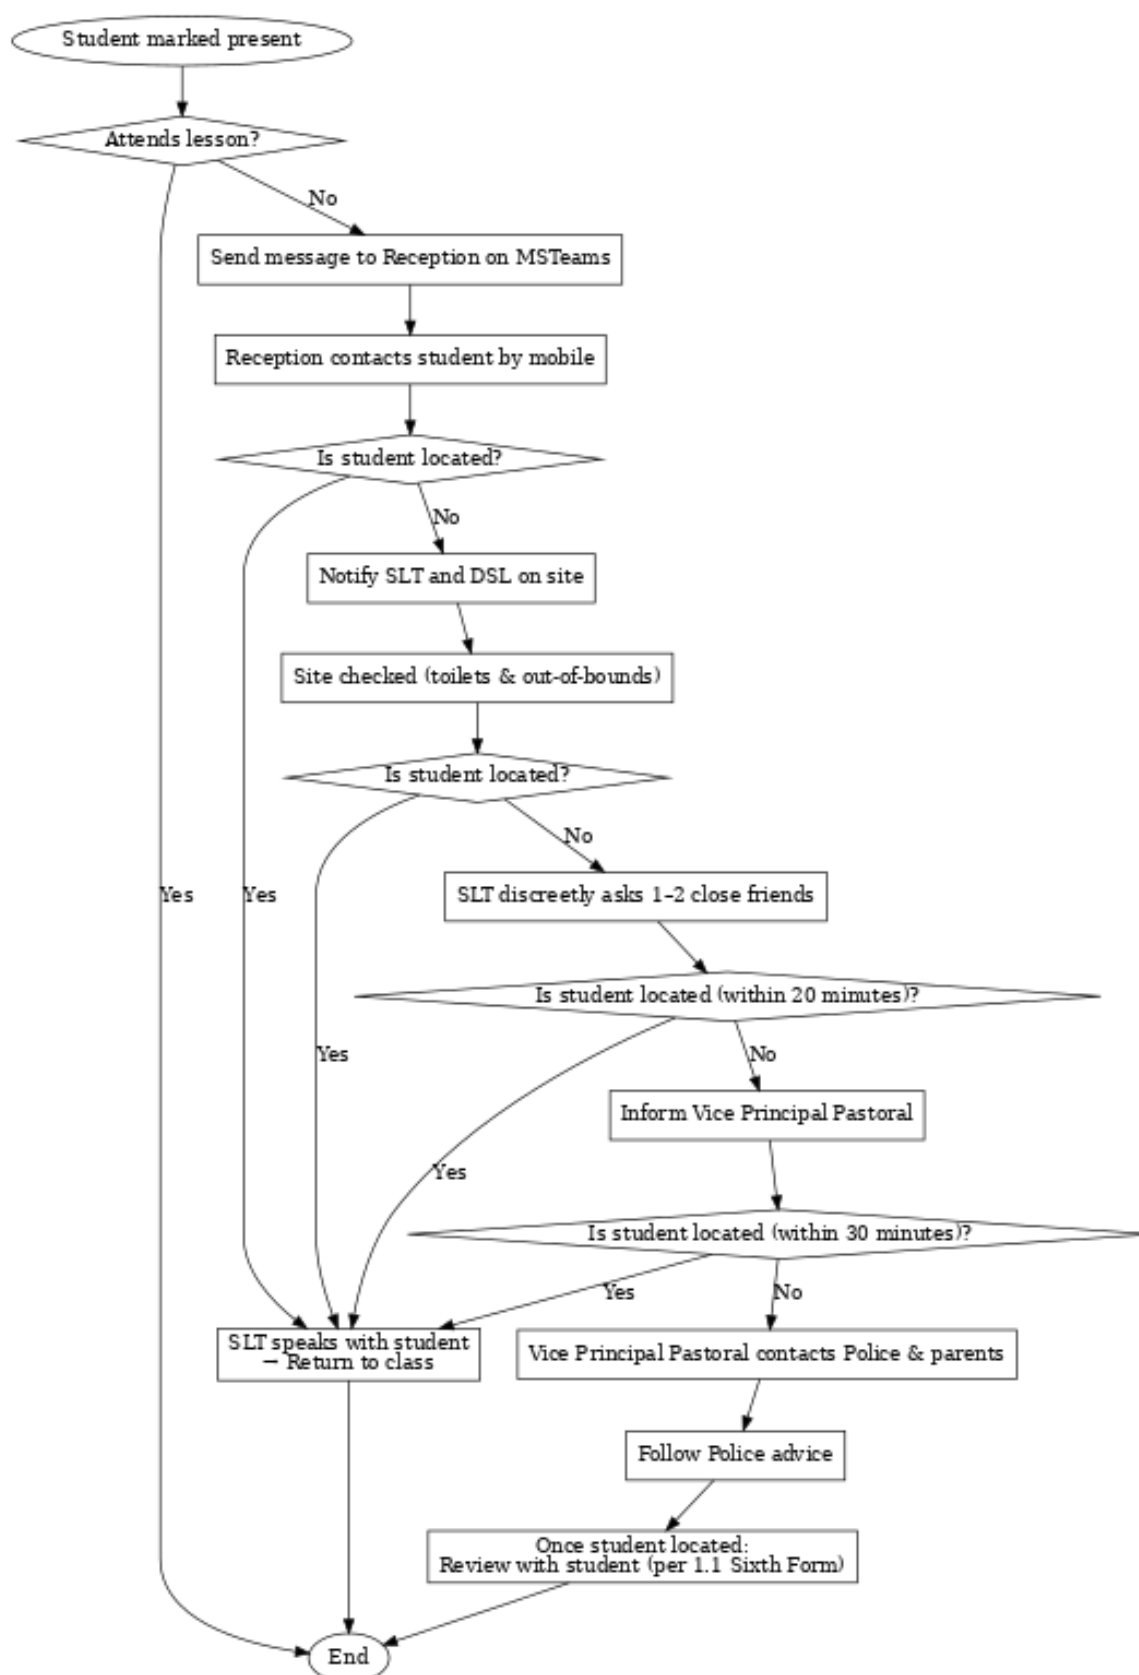 Student marked present
Attends lesson?
No
Send message to Reception on MSTeams
Reception contacts student by mobile
Is student located?
No
Notify SLT and DSL on site
Site checked (toilets & out-of-bounds)
Is student located?
No
Yes
Yes
SLT discreetly asks 1–2 close friends
Is student located (within 20 minutes)?
Yes
No
Inform Vice Principal Pastoral
Yes
Is student located (within 30 minutes)?
Yes
No
SLT speaks with student
– Return to class
Vice Principal Pastoral contacts Police & parents
Follow Police advice
Once student located:
Review with student (per 1.1 Sixth Form)
End